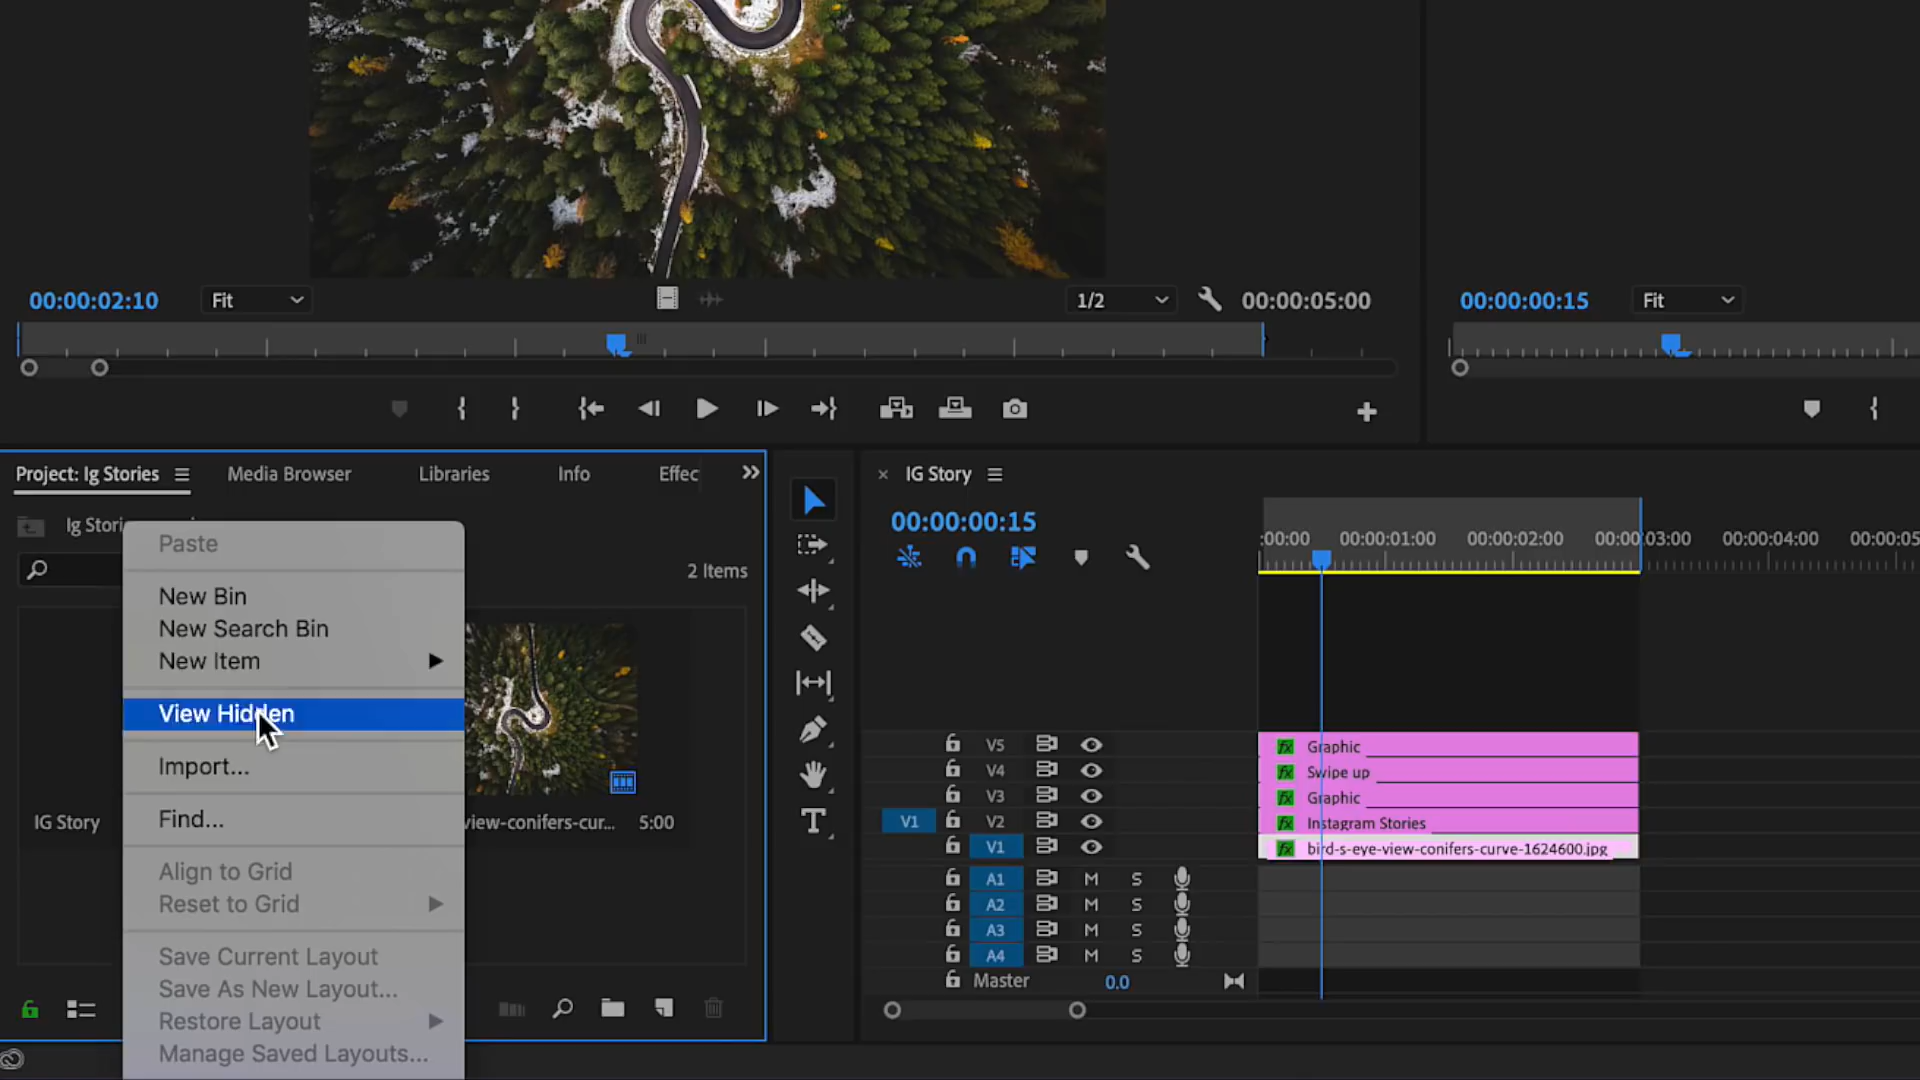 00:00:02:10
Fit
1/2
00:00:05:00
00:00:00:15
Fit
Project: Ig Stories
Media Browser
Libraries
Info
Effec
IG Story
Ig Stori
2 Items
Paste
New Bin
New Search Bin
New Item
View Hidden
Import...
Find...
Align to Grid
Reset to Grid
Save Current Layout
Save As New Layout...
Restore Layout
Manage Saved Layouts...
IG Story
view-conifers-cur...
5:00
00:00:00:15
:00:00
00:00:01:00
00:00:02:00
00:00:03:00
00:00:04:00
00:00:05
V5
Graphic
V4
Swipe up
V3
Graphic
V1
V2
Instagram Stories
V1
bird-s-eye-view-conifers-curve-1624600.jpg
A1 M S
A2 M S
A3 M S
A4 M S
Master
0.0